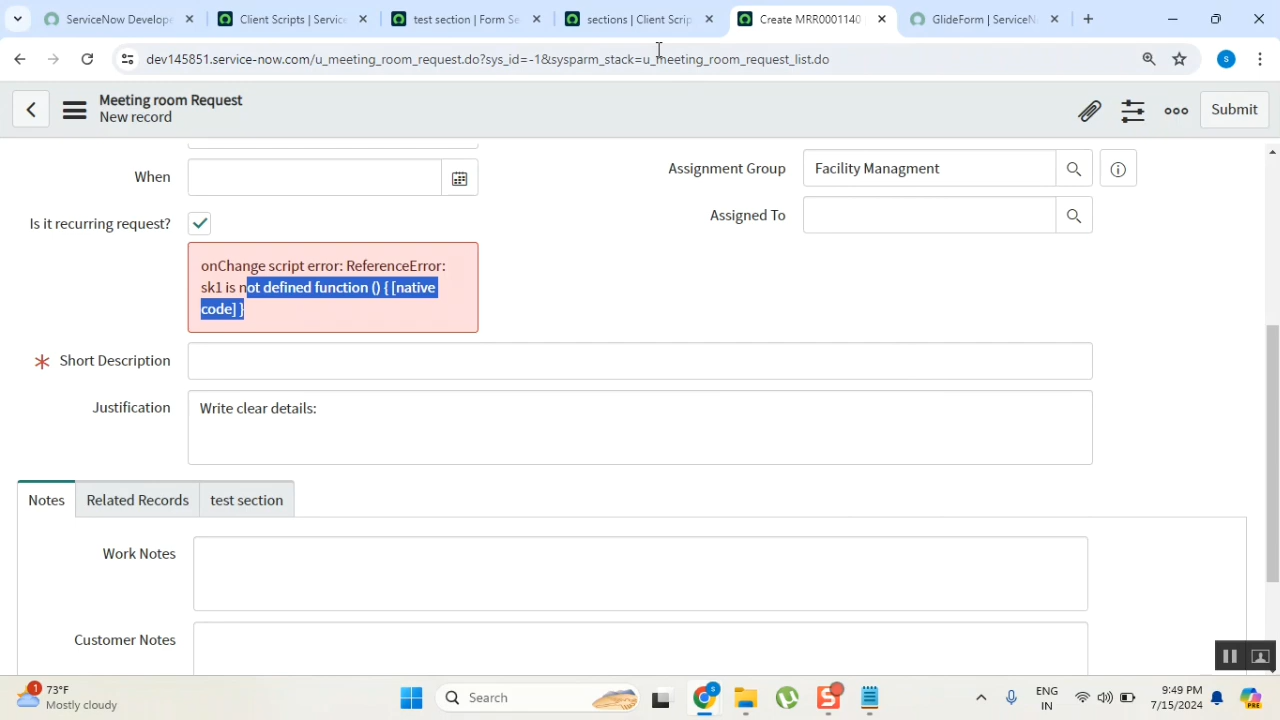 ServiceNow Develope
Client Scripts | Service
test section | Form Se
sections | Client Scrip
Create MRR0001140
GlideForm | ServiceN
dev145851.service-now.com/u_meeting_room_request.do?sys_id=-1&sysparm_stack=u_meeting_room_request_list.do
S
Meeting room Request
New record
Submit
When
Assignment Group
Facility Managment
Is it recurring request?
Assigned To
onChange script error: ReferenceError:
sk1 is not defined function () { [native
code] }
Short Description
Justification
Write clear details:
Notes
Related Records
test section
Work Notes
Customer Notes
1
73°F
Mostly cloudy
Search
ENG
IN
9:49 PM
7/15/2024